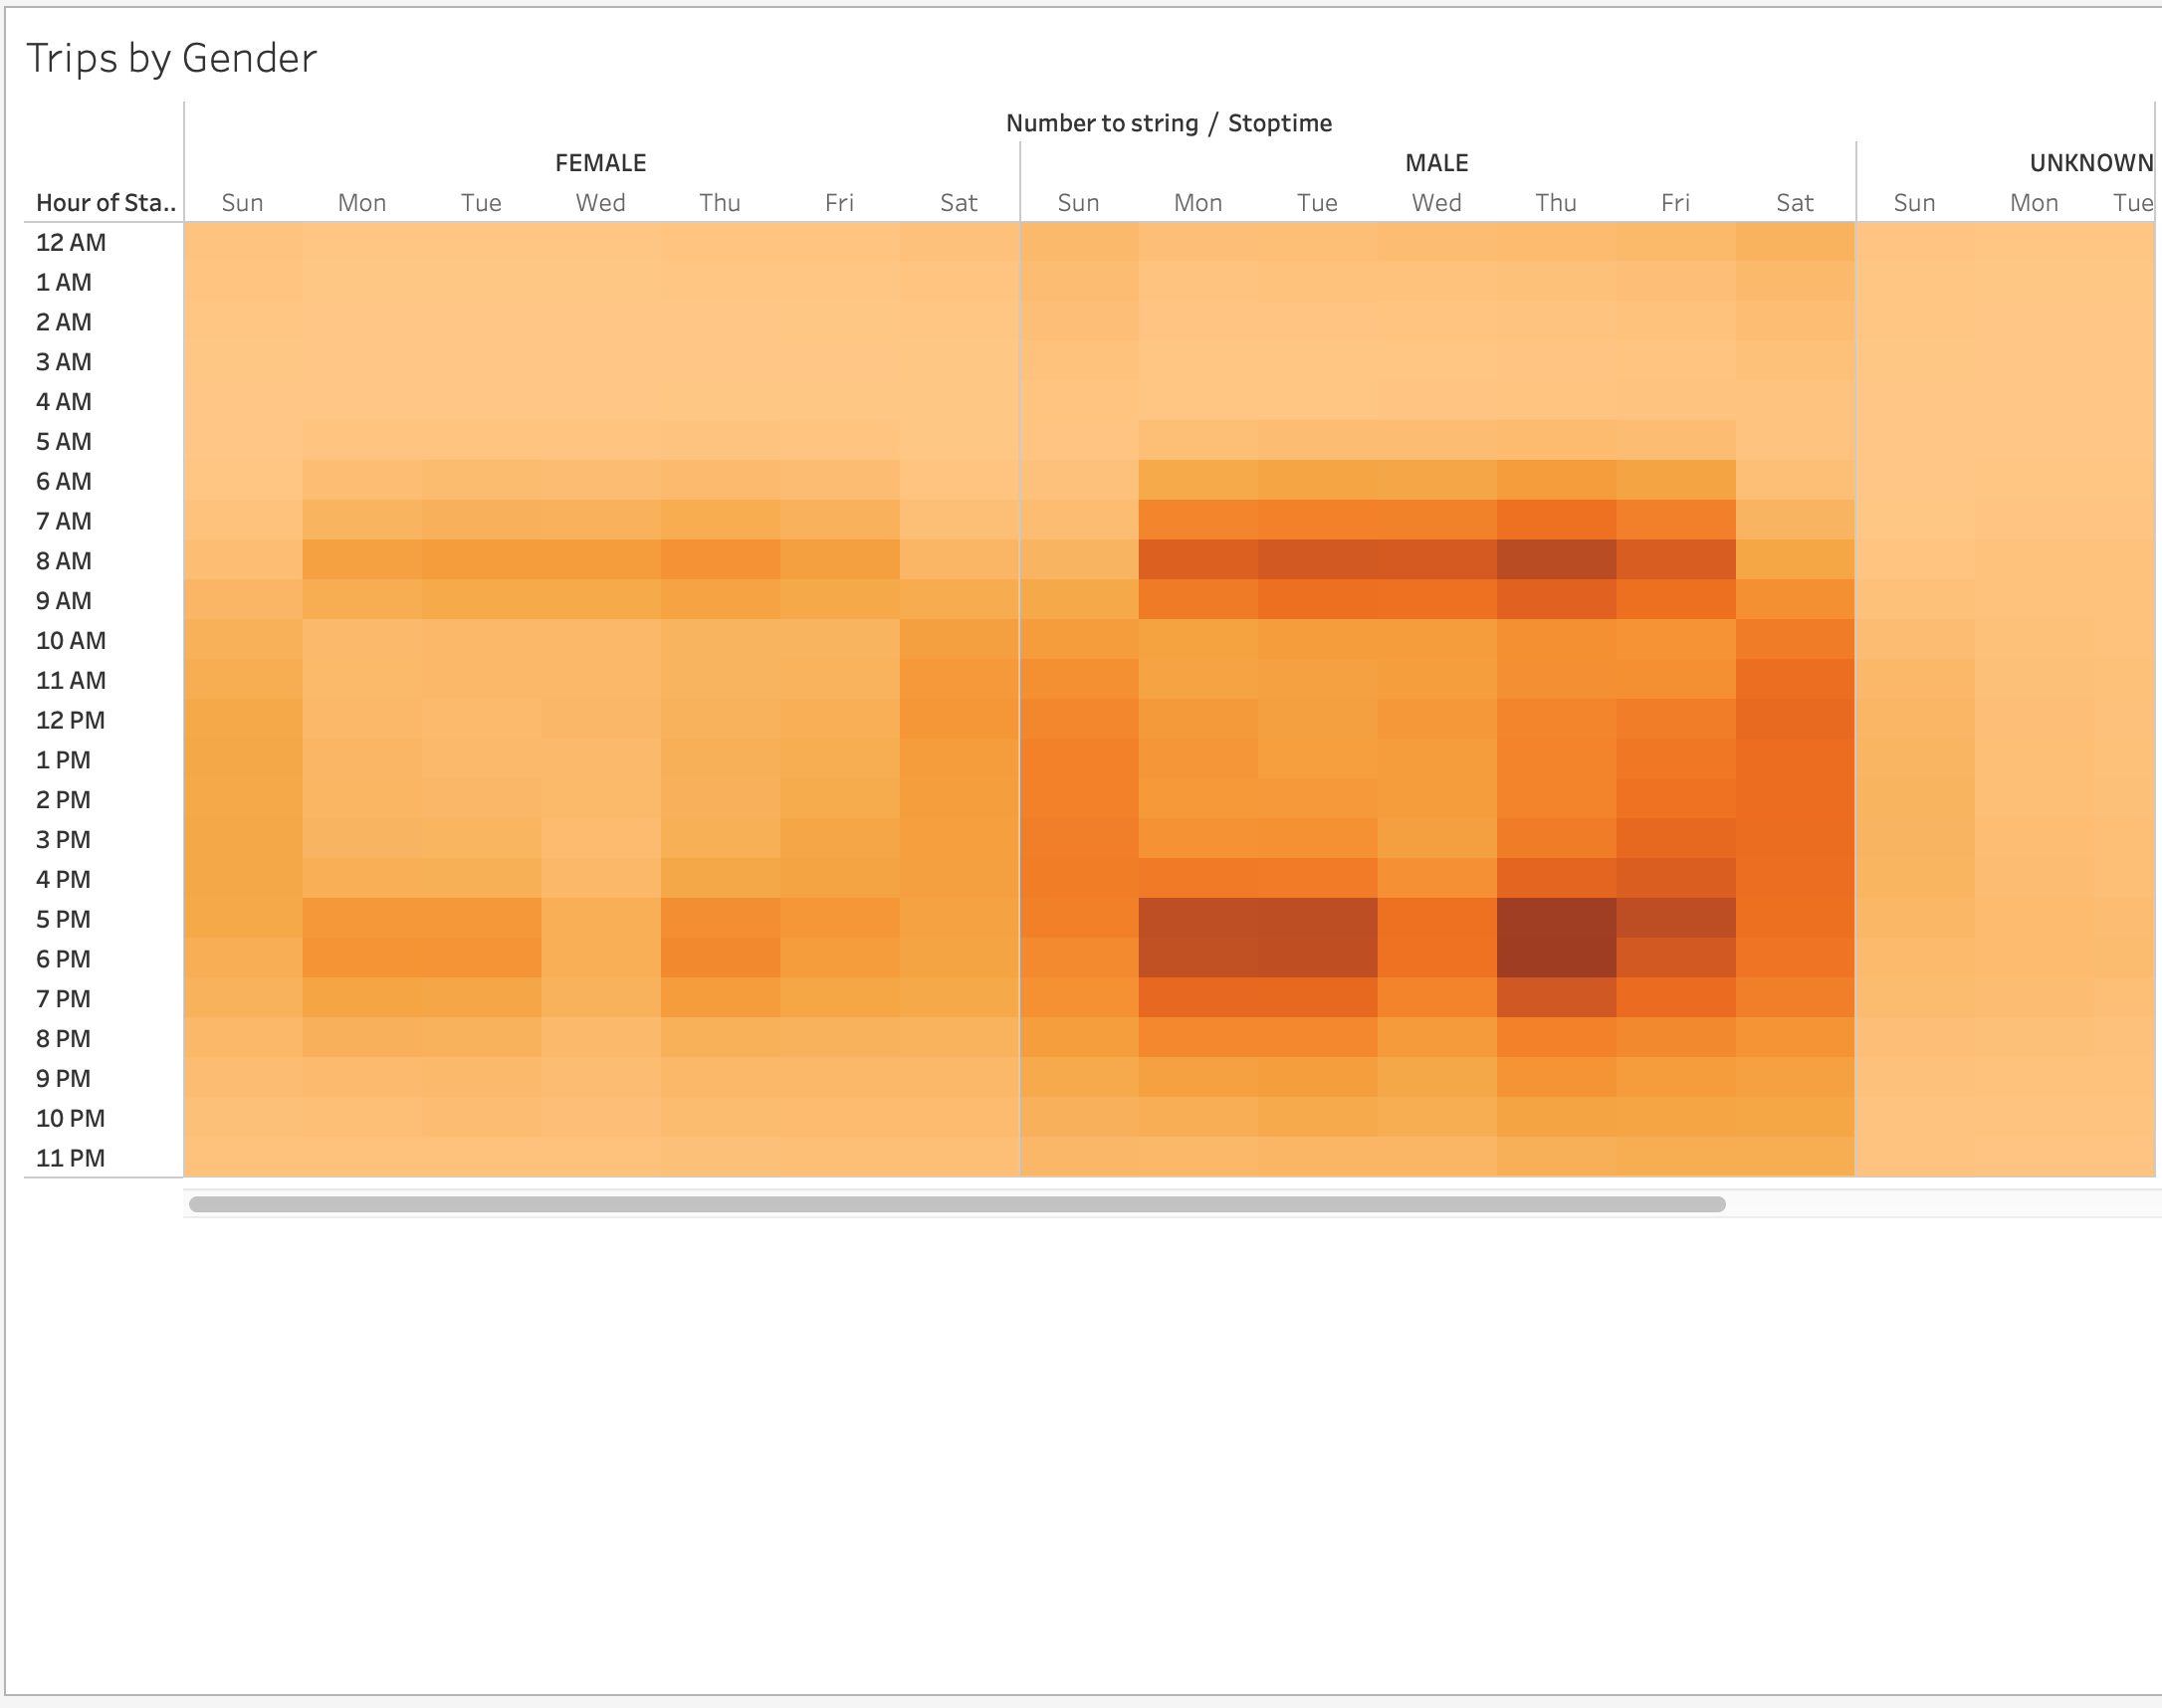 Trips by Gender
Number to string / Stoptime
FEMALE MALE UNKNOWN
Hour of Sta.. Sun Mon Tue Wed Thu Fri Sat Sun Mon Tue Wed Thu Fri Sat Sun Mon Tue
12 AM
1 AM
2 AM
3 AM
4 AM
5 AM
6 AM
7 AM
8 AM
9 AM
10 AM
11 AM
12 PM
1 PM
2 PM
3 PM
4 PM
5 PM
6 PM
7 PM
8 PM
9 PM
10 PM
11 PM